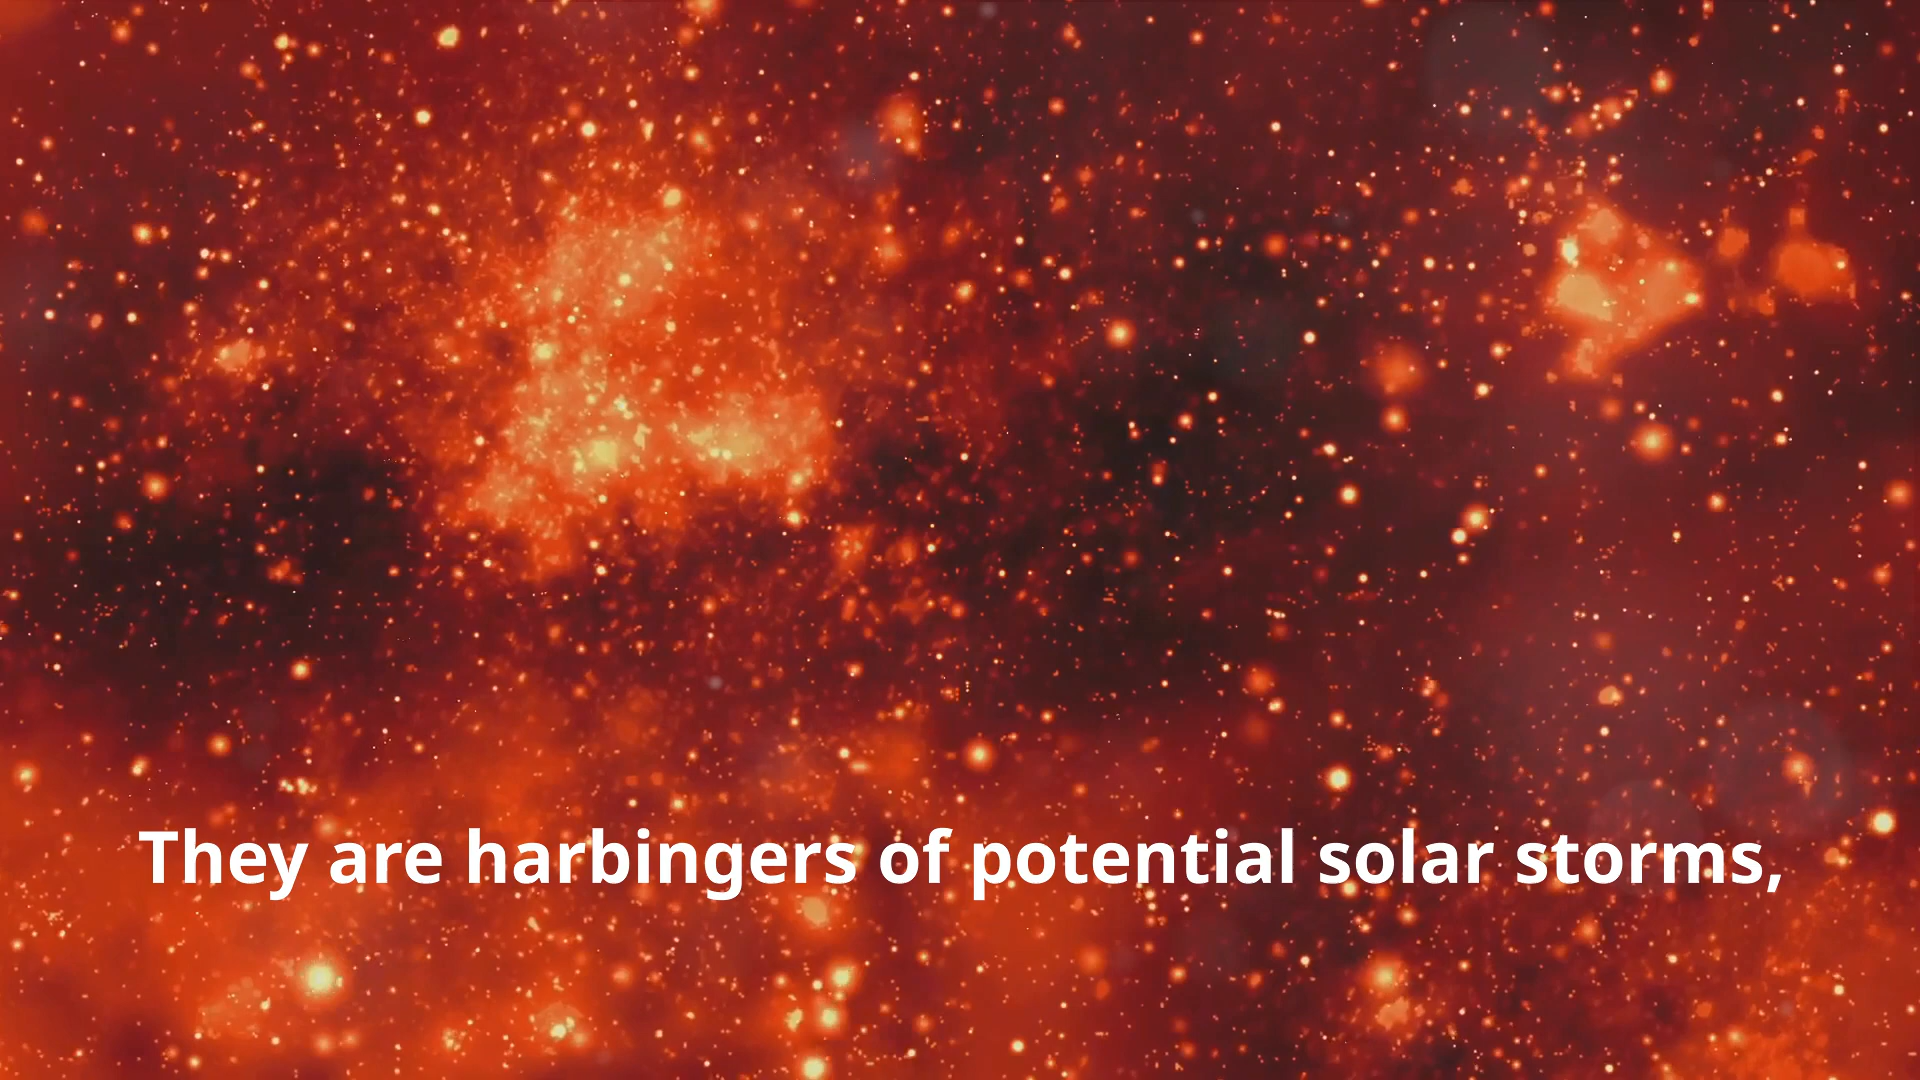 They are harbingers of potential solar storms,